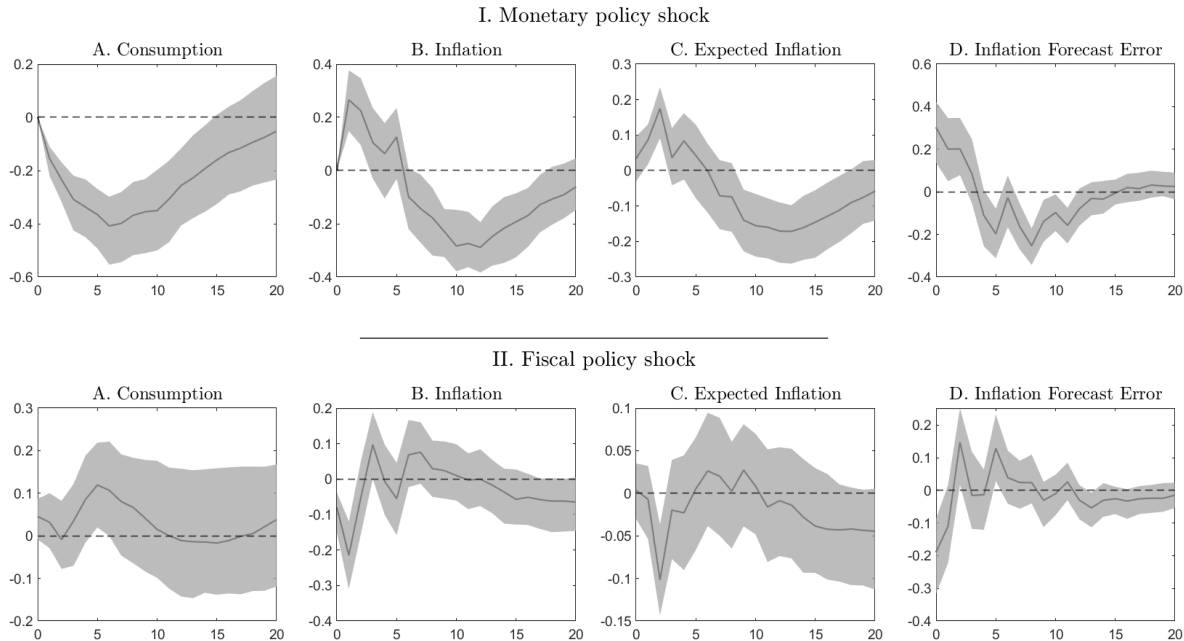 I. Monetary policy shock
A. Consumption
B. Inflation
C. Expected Inflation
D. Inflation Forecast Error
0.2
0
-0.2
-0.4
-0.6
0 5 10 15 20
0.4
0.2
0
-0.2
-0.4
0 5 10 15 20
0.3
0.2
0.1
0
-0.1
-0.2
-0.3
0 5 10 15 20
0.6
0.4
0.2
0
-0.2
-0.4
0 5 10 15 20
II. Fiscal policy shock
A. Consumption
B. Inflation
C. Expected Inflation
D. Inflation Forecast Error
0.3
0.2
0.1
0
-0.1
-0.2
0 5 10 15 20
0.2
0.1
0
-0.1
-0.2
-0.3
-0.4
0 5 10 15 20
0.1
0.05
0
-0.05
-0.1
-0.15
0 5 10 15 20
0.2
0.1
0
-0.1
-0.2
-0.3
-0.4
0 5 10 15 20